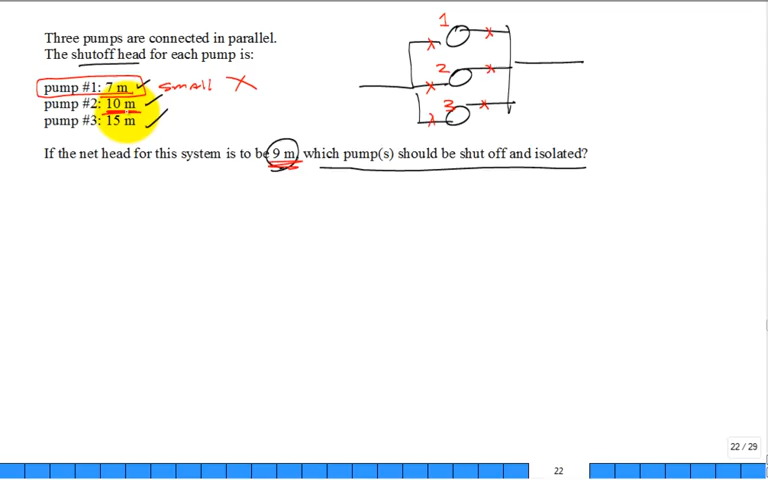 Three pumps are connected in parallel.
The shutoff head for each pump is:
pump #1: 7 m small X
pump #2: 10 m
pump #3: 15 m
1
2
3
If the net head for this system is to be 9 m, which pump(s) should be shut off and isolated?
22 / 29
22